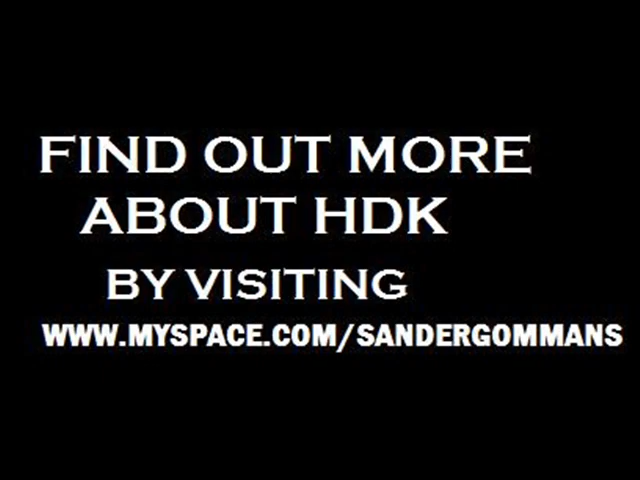 FIND OUT MORE
ABOUT HDK
BY VISITING
WWW.MYSPACE.COM/SANDERGOMMANS